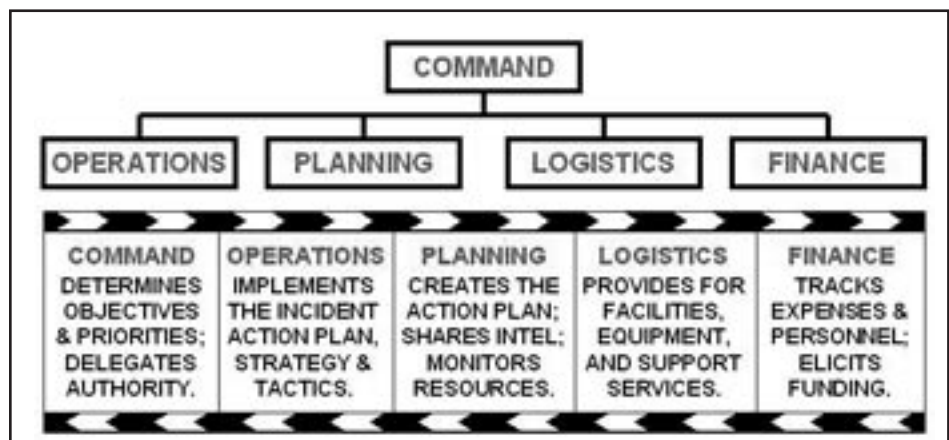 COMMAND
OPERATIONS
PLANNING
LOGISTICS
FINANCE
COMMAND
DETERMINES
OBJECTIVES
& PRIORITIES;
DELEGATES
AUTHORITY.
OPERATIONS
IMPLEMENTS
THE INCIDENT
ACTION PLAN,
STRATEGY &
TACTICS.
PLANNING
CREATES THE
ACTION PLAN;
SHARES INTEL;
MONITORS
RESOURCES.
LOGISTICS
PROVIDES FOR
FACILITIES,
EQUIPMENT,
AND SUPPORT
SERVICES.
FINANCE
TRACKS
EXPENSES &
PERSONNEL;
ELICITS
FUNDING.